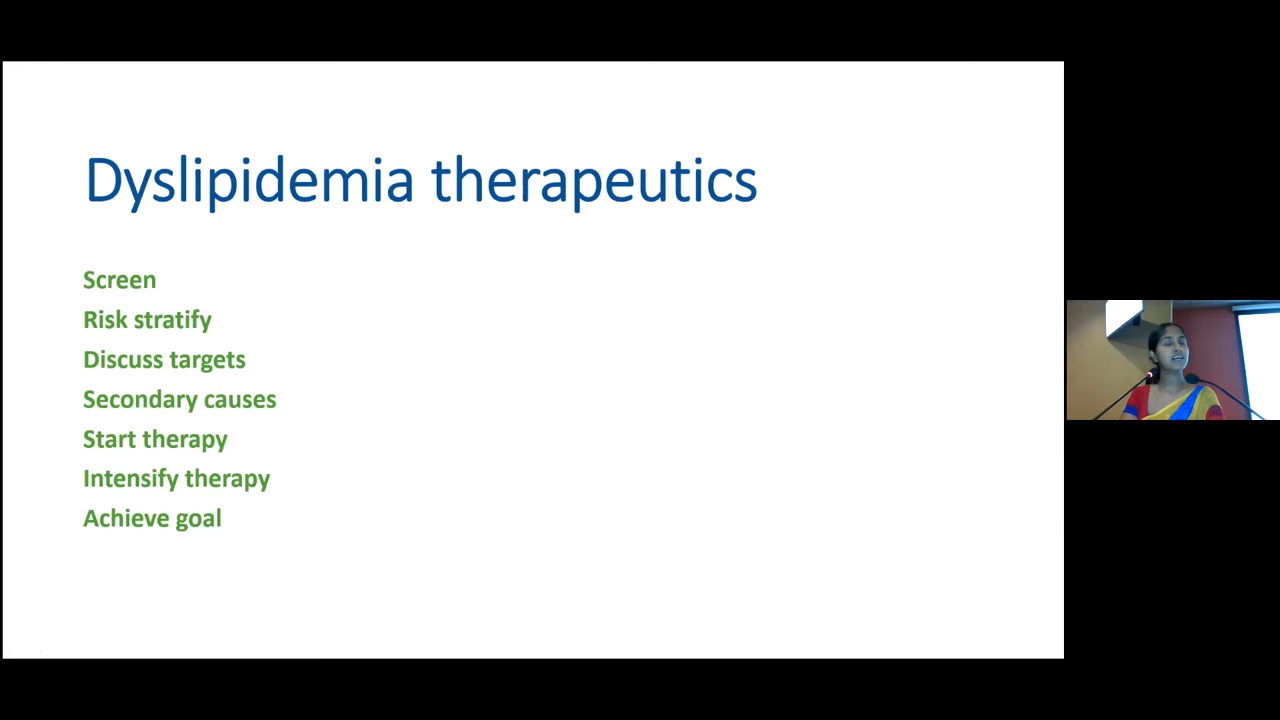 Dyslipidemia therapeutics
Screen
Risk stratify
Discuss targets
Secondary causes
Start therapy
Intensify therapy
Achieve goal